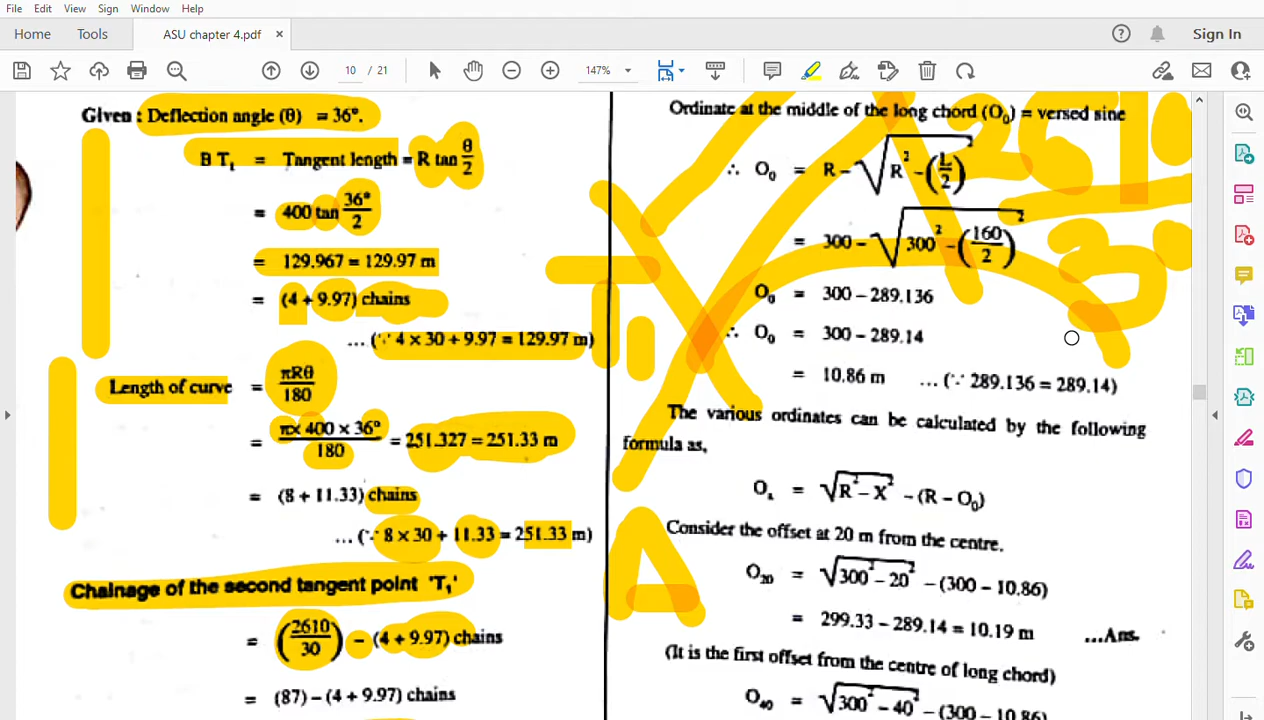 File Edit View Sign Window Help
Home Tools ASU chapter 4.pdf × Sign In
10 / 21 147%
Given : Deflection angle (θ) = 36°.
B T₁ = Tangent length = R tan θ/2
= 400 tan 36°/2
= 129.967 = 129.97 m
= (4 + 9.97) chains
... (∵ 4 × 30 + 9.97 = 129.97 m)
Length of curve = πRθ/180
= π × 400 × 36°/180 = 251.327 = 251.33 m
= (8 + 11.33) chains
... (∵ 8 × 30 + 11.33 = 251.33 m)
Chainage of the second tangent point 'T₁'
= (2610/30) – (4 + 9.97) chains
= (87) – (4 + 9.97) chains
Ordinate at the middle of the long chord (O₀) = versed sine
∴ O₀ = R – √R² – (L/2)²
= 300 – √300² – (160/2)²
O₀ = 300 – 289.136
∴ O₀ = 300 – 289.14
= 10.86 m ... (∵ 289.136 = 289.14)
The various ordinates can be calculated by the following
formula as,
Oₓ = √R² – X² – (R – O₀)
Consider the offset at 20 m from the centre.
O₂₀ = √300² – 20² – (300 – 10.86)
= 299.33 – 289.14 = 10.19 m ...Ans.
(It is the first offset from the centre of long chord)
O₄₀ = √300² – 40² – (300 – 10.86)